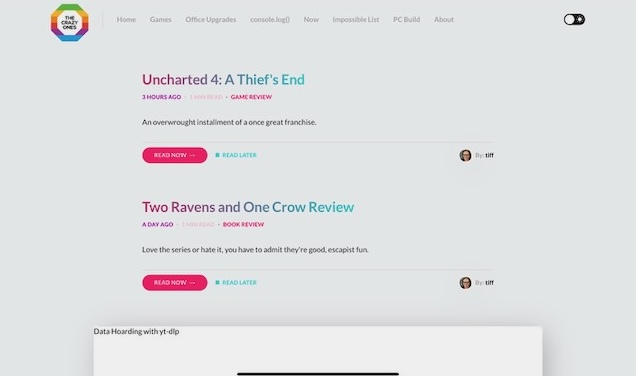 THE
CRAZY
ONES
Home Games Office Upgrades console.log() Now Impossible List PC Build About
Uncharted 4: A Thief's End
3 HOURS AGO • 1 MIN READ • GAME REVIEW
An overwrought installment of a once great franchise.
READ NOW → READ LATER By: tiff
Two Ravens and One Crow Review
A DAY AGO • 1 MIN READ • BOOK REVIEW
Love the series or hate it, you have to admit they're good, escapist fun.
READ NOW → READ LATER By: tiff
Data Hoarding with yt-dlp